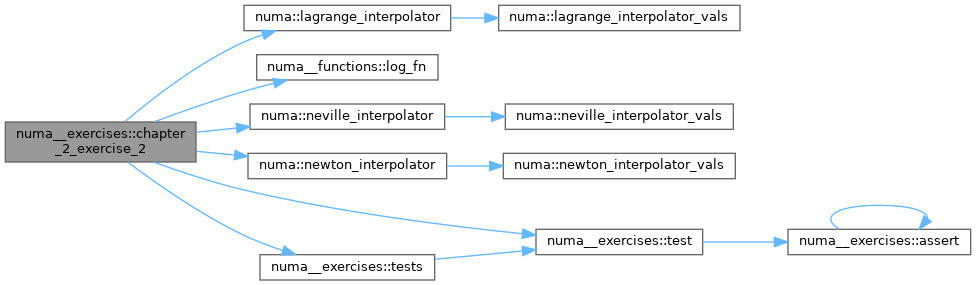 numa::lagrange_interpolator
numa::lagrange_interpolator_vals
numa__functions::log_fn
numa__exercises::chapter
_2_exercise_2
numa::neville_interpolator
numa::neville_interpolator_vals
numa::newton_interpolator
numa::newton_interpolator_vals
numa__exercises::test
numa__exercises::assert
numa__exercises::tests